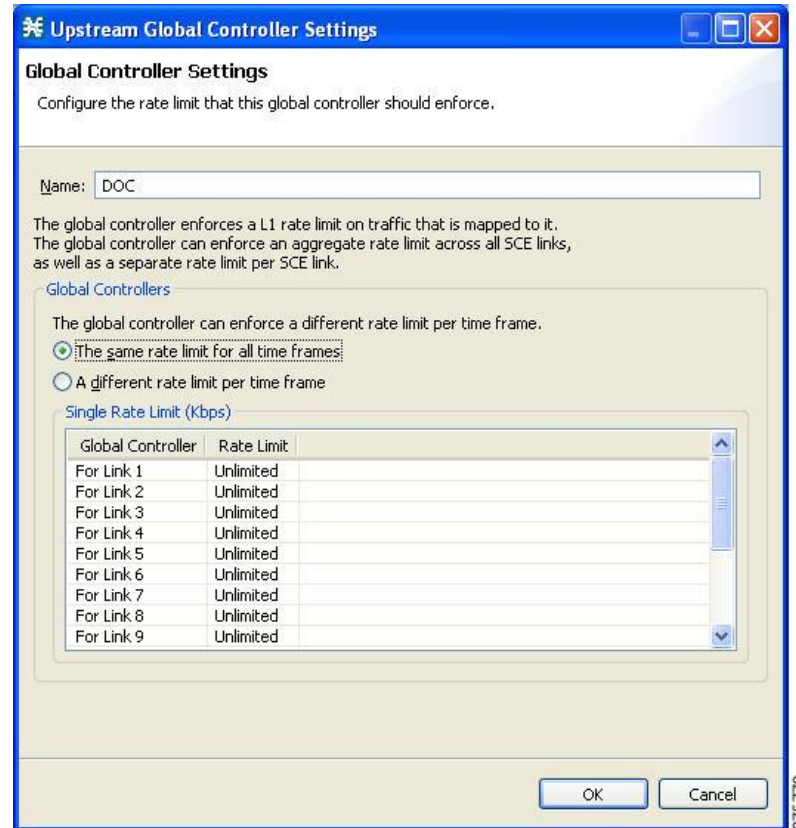 Upstream Global Controller Settings
Global Controller Settings
Configure the rate limit that this global controller should enforce.
Name: DOC
The global controller enforces a L1 rate limit on traffic that is mapped to it.
The global controller can enforce an aggregate rate limit across all SCE links,
as well as a separate rate limit per SCE link.
Global Controllers
The global controller can enforce a different rate limit per time frame.
The same rate limit for all time frames
A different rate limit per time frame
Single Rate Limit (Kbps)
Global Controller Rate Limit
For Link 1 Unlimited
For Link 2 Unlimited
For Link 3 Unlimited
For Link 4 Unlimited
For Link 5 Unlimited
For Link 6 Unlimited
For Link 7 Unlimited
For Link 8 Unlimited
For Link 9 Unlimited
OK Cancel